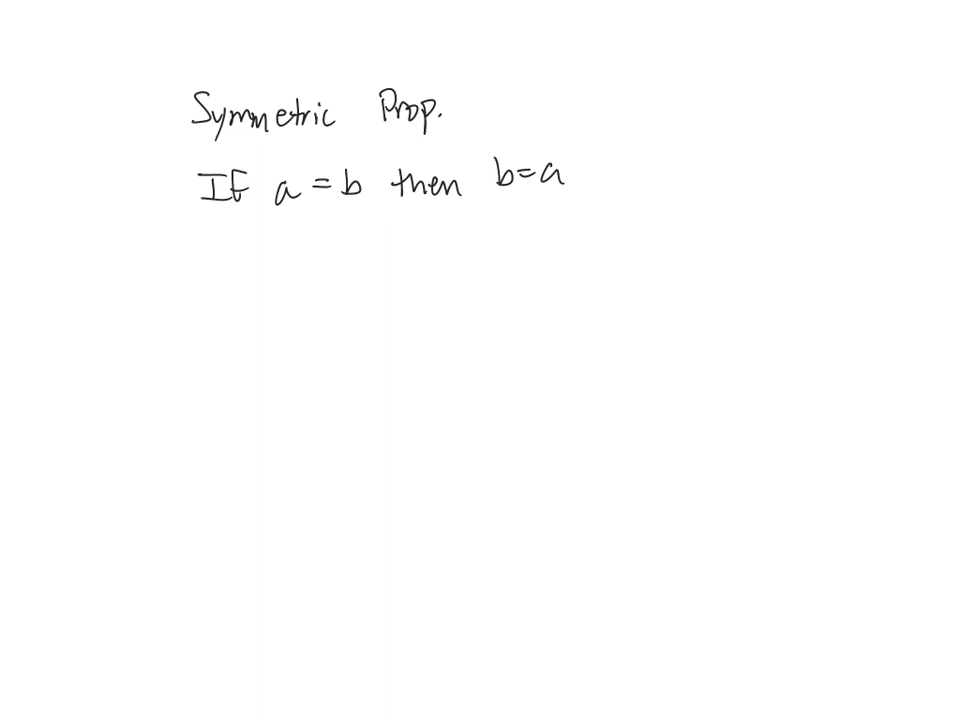 Symmetric Prop.
If a = b then b = a